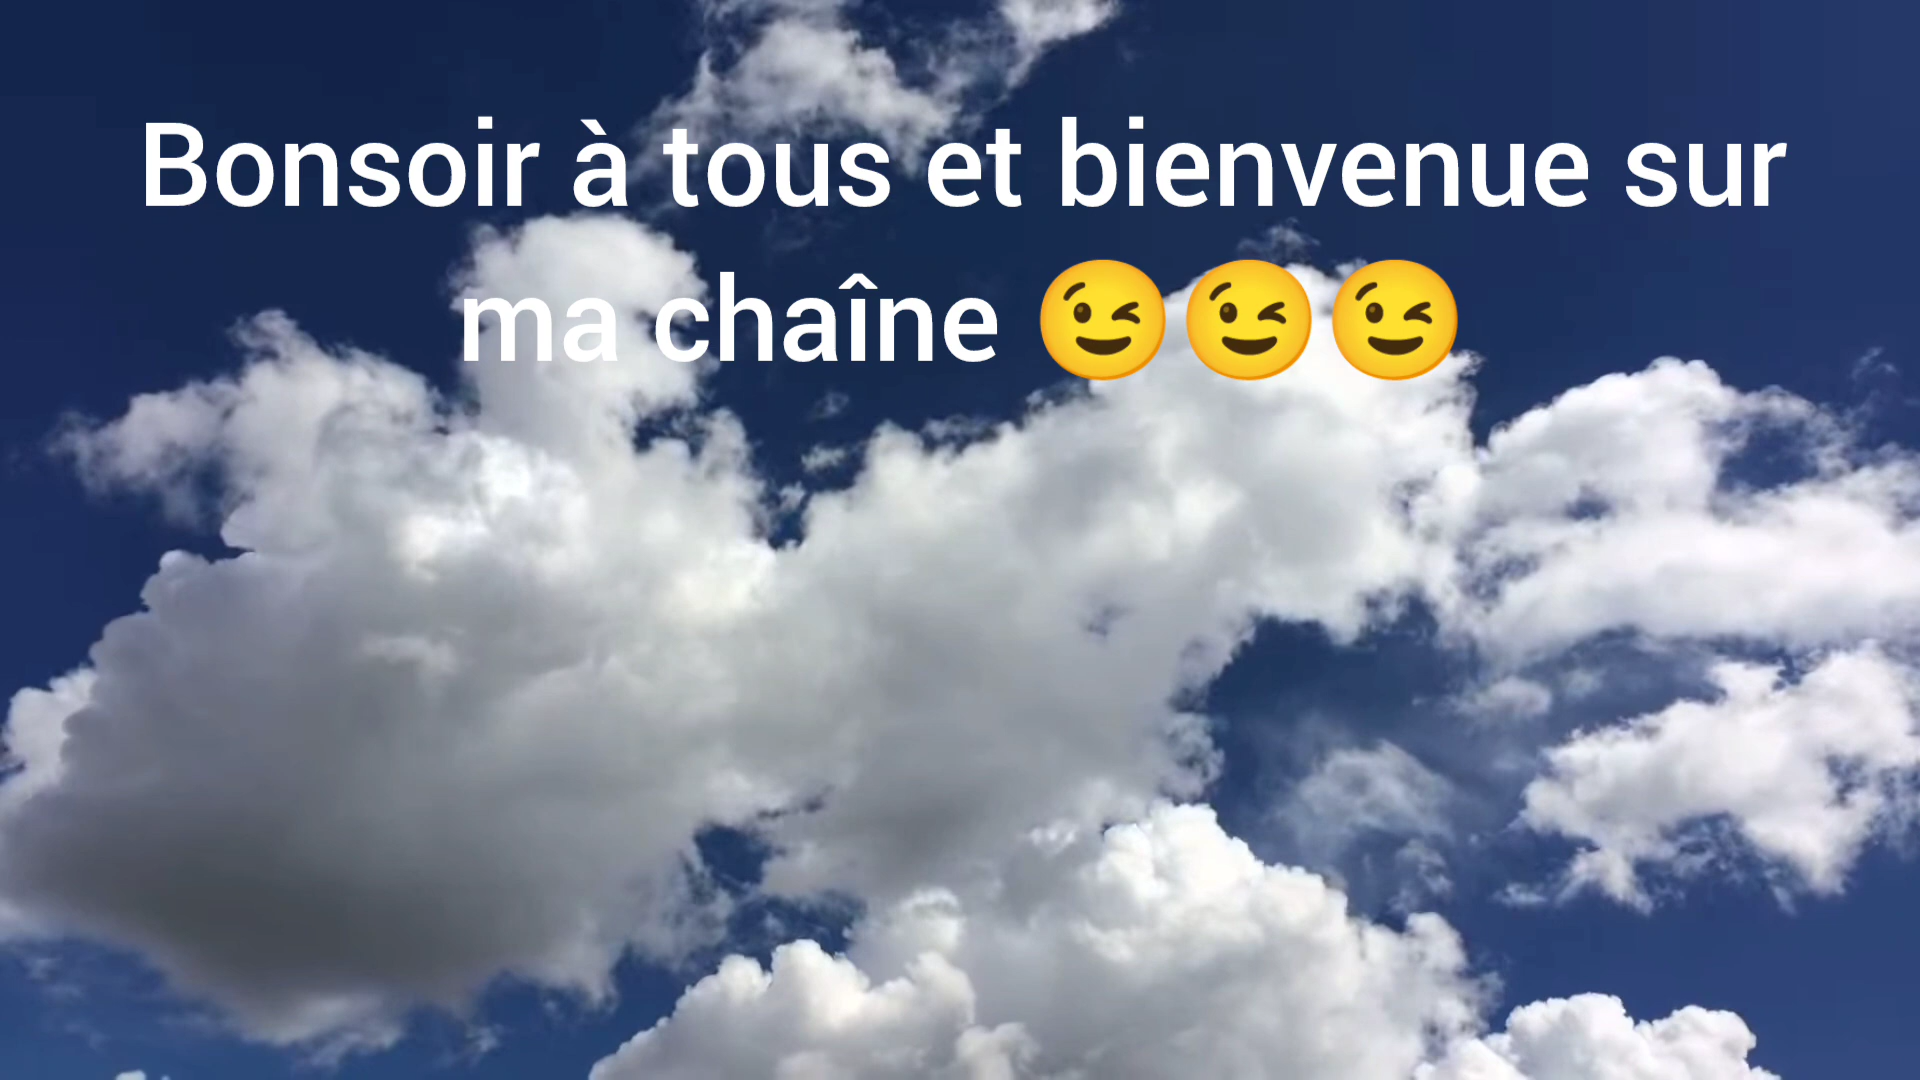 Bonsoir à tous et bienvenue sur
ma chaîne 😉😉😉